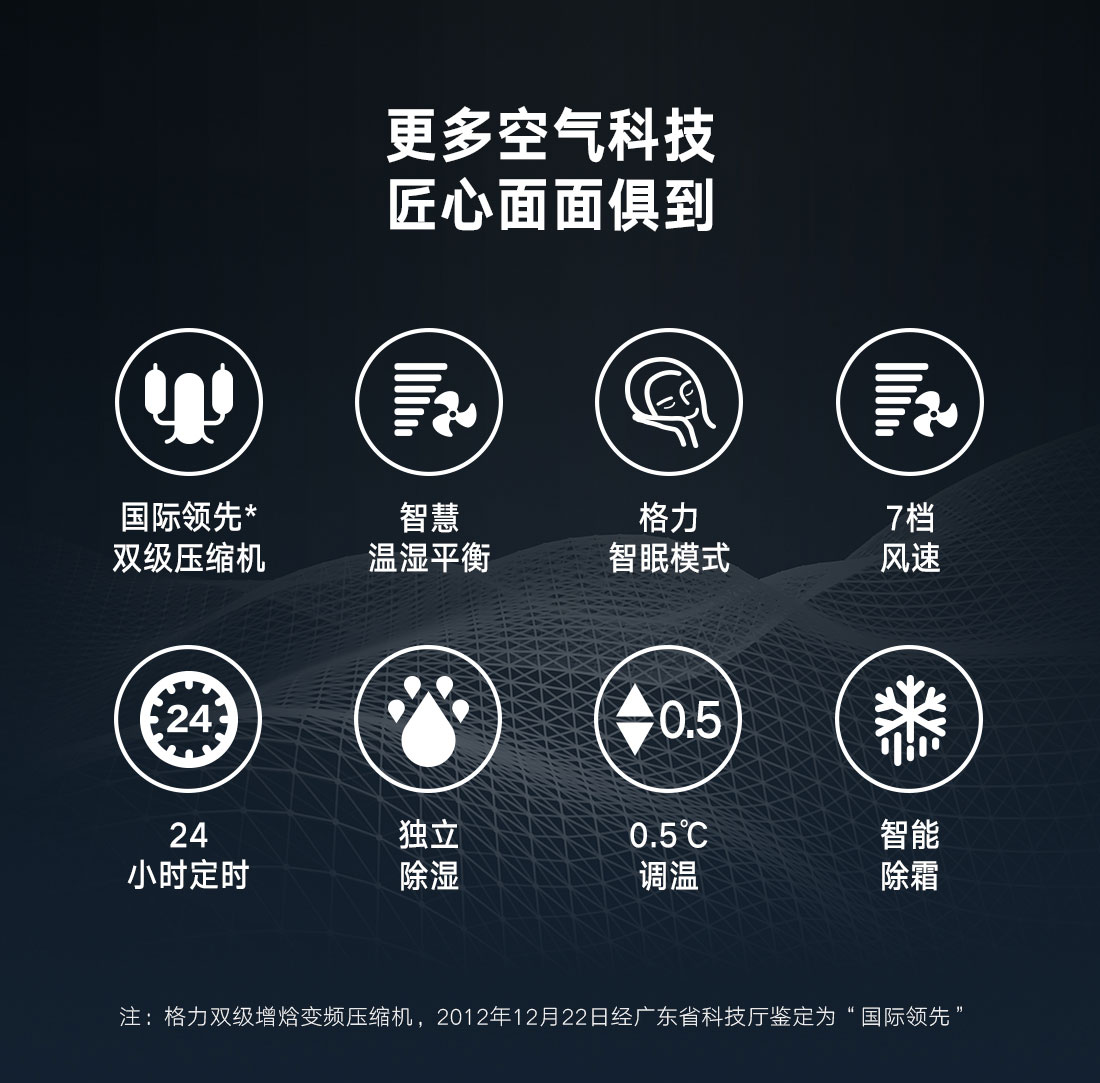 更多空气科技
匠心面面俱到
国际领先*
双级压缩机
智慧
温湿平衡
格力
智眠模式
7档
风速
24
0.5
24
小时定时
独立
除湿
0.5℃
调温
智能
除霜
注：格力双级增焓变频压缩机，2012年12月22日经广东省科技厅鉴定为“国际领先”